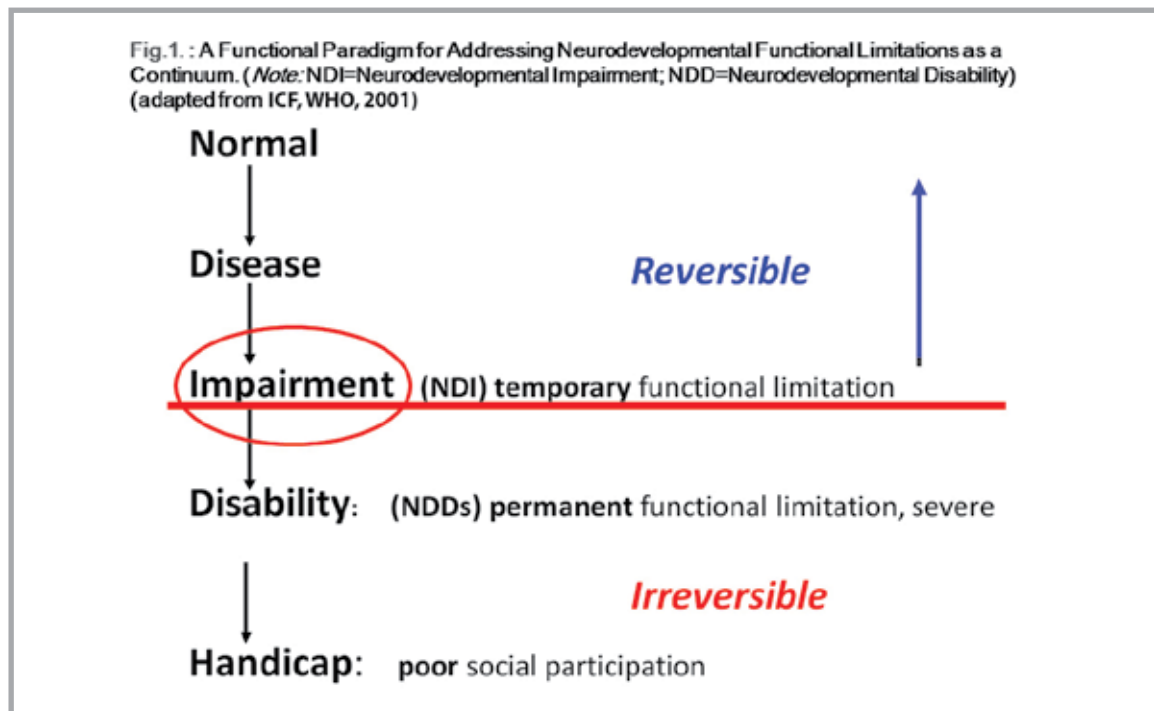 Fig.1. : A Functional Paradigm for Addressing Neurodevelopmental Functional Limitations as a
Continuum. (Note: NDI=Neurodevelopmental Impairment; NDD=Neurodevelopmental Disability)
(adapted from ICF, WHO, 2001)
Normal
Disease
Reversible
Impairment (NDI) temporary functional limitation
Disability: (NDDs) permanent functional limitation, severe
Irreversible
Handicap: poor social participation